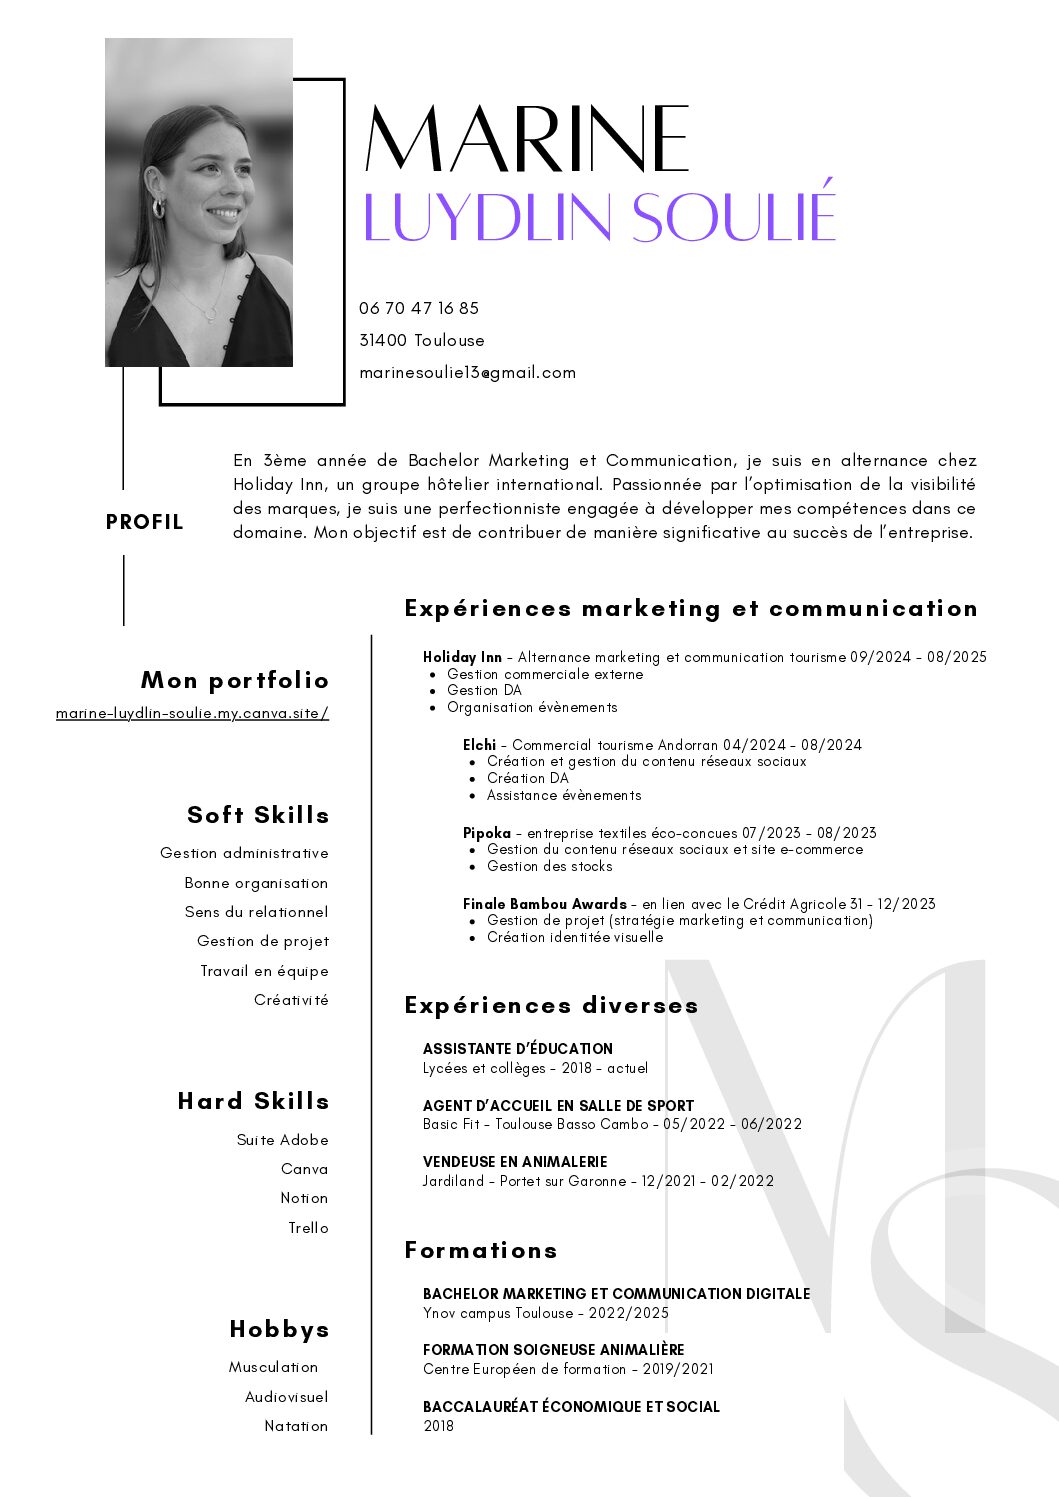 MARINE
LUYDLIN SOULIÉ
06 70 47 16 85
31400 Toulouse
marinesoulie13@gmail.com
PROFIL
En 3ème année de Bachelor Marketing et Communication, je suis en alternance chez
Holiday Inn, un groupe hôtelier international. Passionnée par l’optimisation de la visibilité
des marques, je suis une perfectionniste engagée à développer mes compétences dans ce
domaine. Mon objectif est de contribuer de manière significative au succès de l’entreprise.
Mon portfolio
marine-luydlin-soulie.my.canva.site/
Soft Skills
Gestion administrative
Bonne organisation
Sens du relationnel
Gestion de projet
Travail en équipe
Créativité
Hard Skills
Suite Adobe
Canva
Notion
Trello
Hobbys
Musculation
Audiovisuel
Natation
Expériences marketing et communication
Holiday Inn - Alternance marketing et communication tourisme 09/2024 - 08/2025
• Gestion commerciale externe
• Gestion DA
• Organisation évènements
Elchi - Commercial tourisme Andorran 04/2024 - 08/2024
• Création et gestion du contenu réseaux sociaux
• Création DA
• Assistance évènements
Pipoka - entreprise textiles éco-concues 07/2023 - 08/2023
• Gestion du contenu réseaux sociaux et site e-commerce
• Gestion des stocks
Finale Bambou Awards - en lien avec le Crédit Agricole 31 - 12/2023
• Gestion de projet (stratégie marketing et communication)
• Création identitée visuelle
Expériences diverses
ASSISTANTE D’ÉDUCATION
Lycées et collèges - 2018 - actuel
AGENT D’ACCUEIL EN SALLE DE SPORT
Basic Fit - Toulouse Basso Cambo - 05/2022 - 06/2022
VENDEUSE EN ANIMALERIE
Jardiland - Portet sur Garonne - 12/2021 - 02/2022
Formations
BACHELOR MARKETING ET COMMUNICATION DIGITALE
Ynov campus Toulouse - 2022/2025
FORMATION SOIGNEUSE ANIMALIÈRE
Centre Européen de formation - 2019/2021
BACCALAURÉAT ÉCONOMIQUE ET SOCIAL
2018
MS